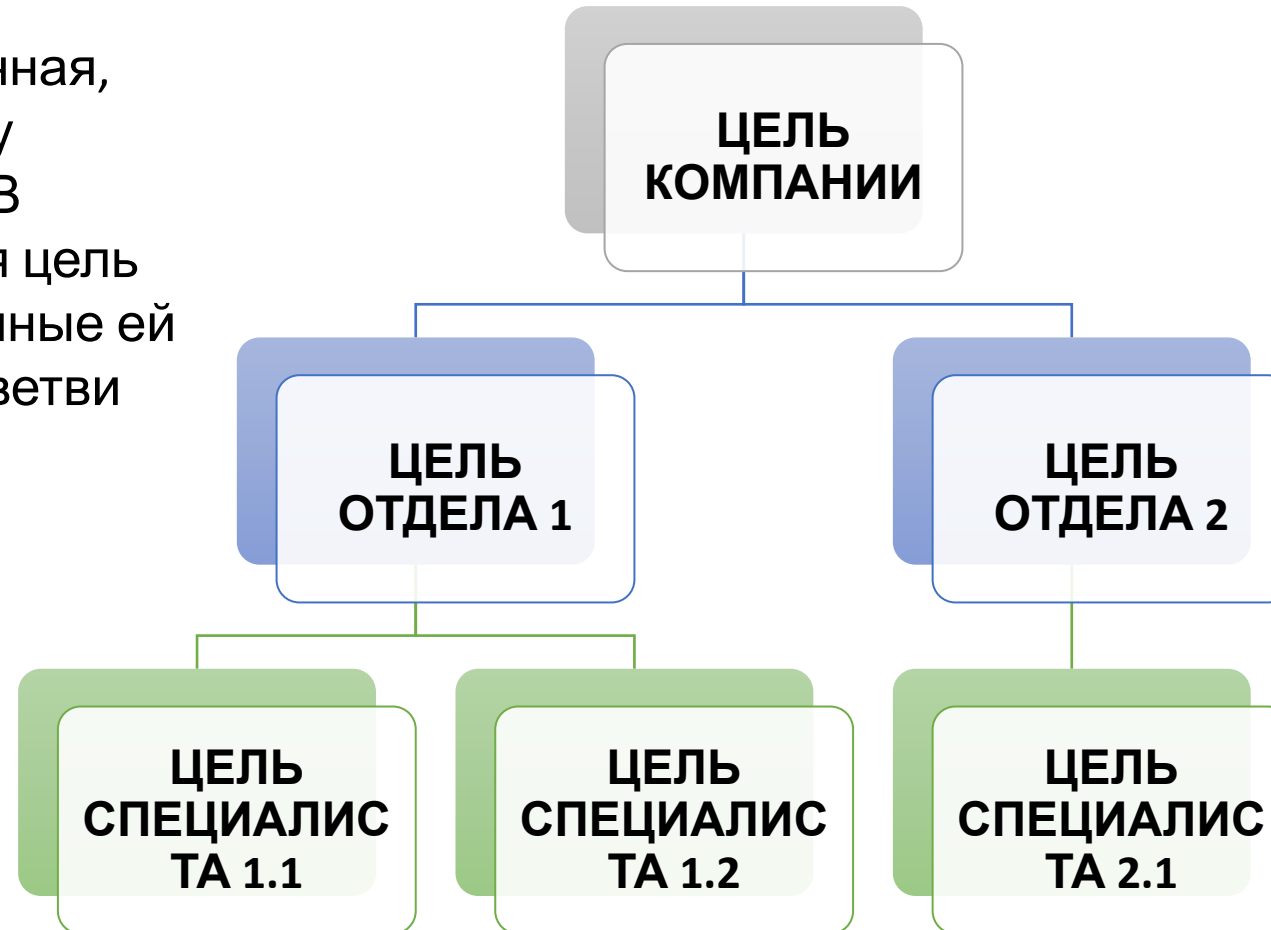 нная,
у
В
я цель
нные ей
ветви
ЦЕЛЬ
КОМПАНИИ
ЦЕЛЬ
ОТДЕЛА 1
ЦЕЛЬ
ОТДЕЛА 2
ЦЕЛЬ
СПЕЦИАЛИС
ТА 1.1
ЦЕЛЬ
СПЕЦИАЛИС
ТА 1.2
ЦЕЛЬ
СПЕЦИАЛИС
ТА 2.1